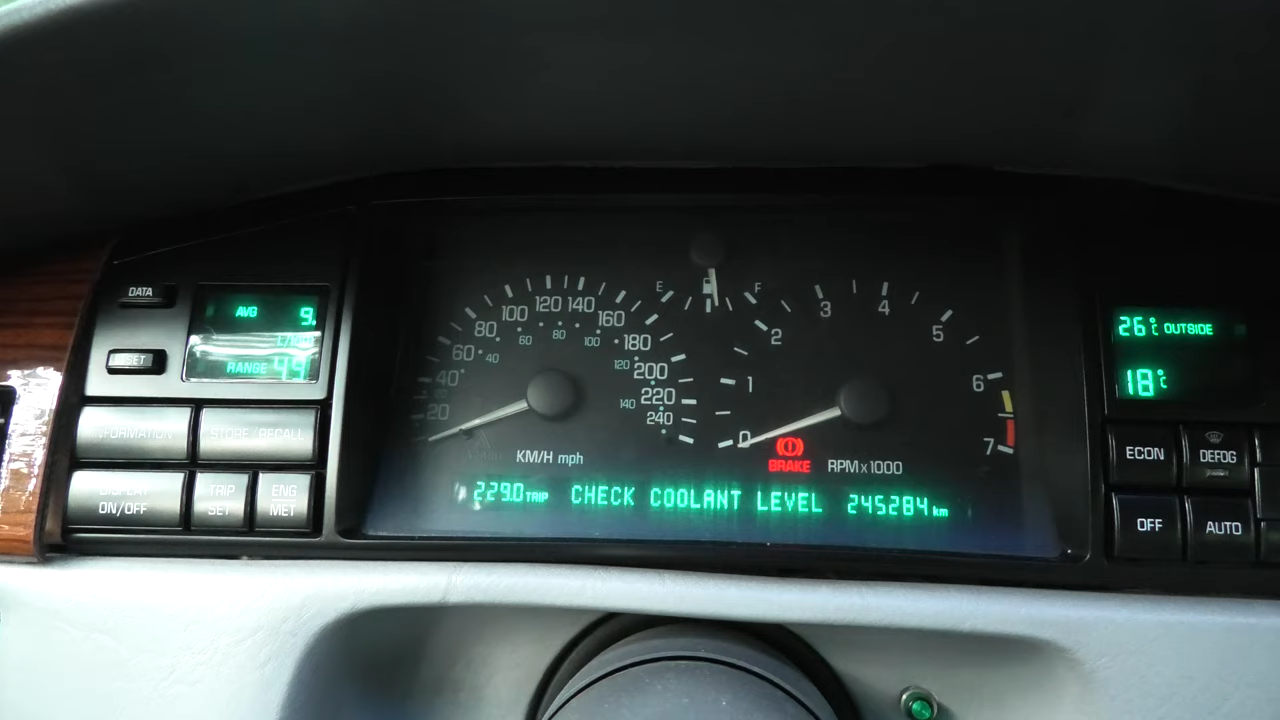 DATA
AVG 9.
RANGE
INFORMATION
STORE/RECALL
DISPLAY
ON/OFF
TRIP
SET
ENG
MET
20
40
60
80
100
120
140
160
180
200
220
240
40
60
80
100
120
140
KM/H mph
E
F
0
1
2
3
4
5
6
7
BRAKE
RPM x 1000
229.0 TRIP CHECK COOLANT LEVEL 245284 km
26°C OUTSIDE
18°C
ECON
DEFOG
OFF
AUTO